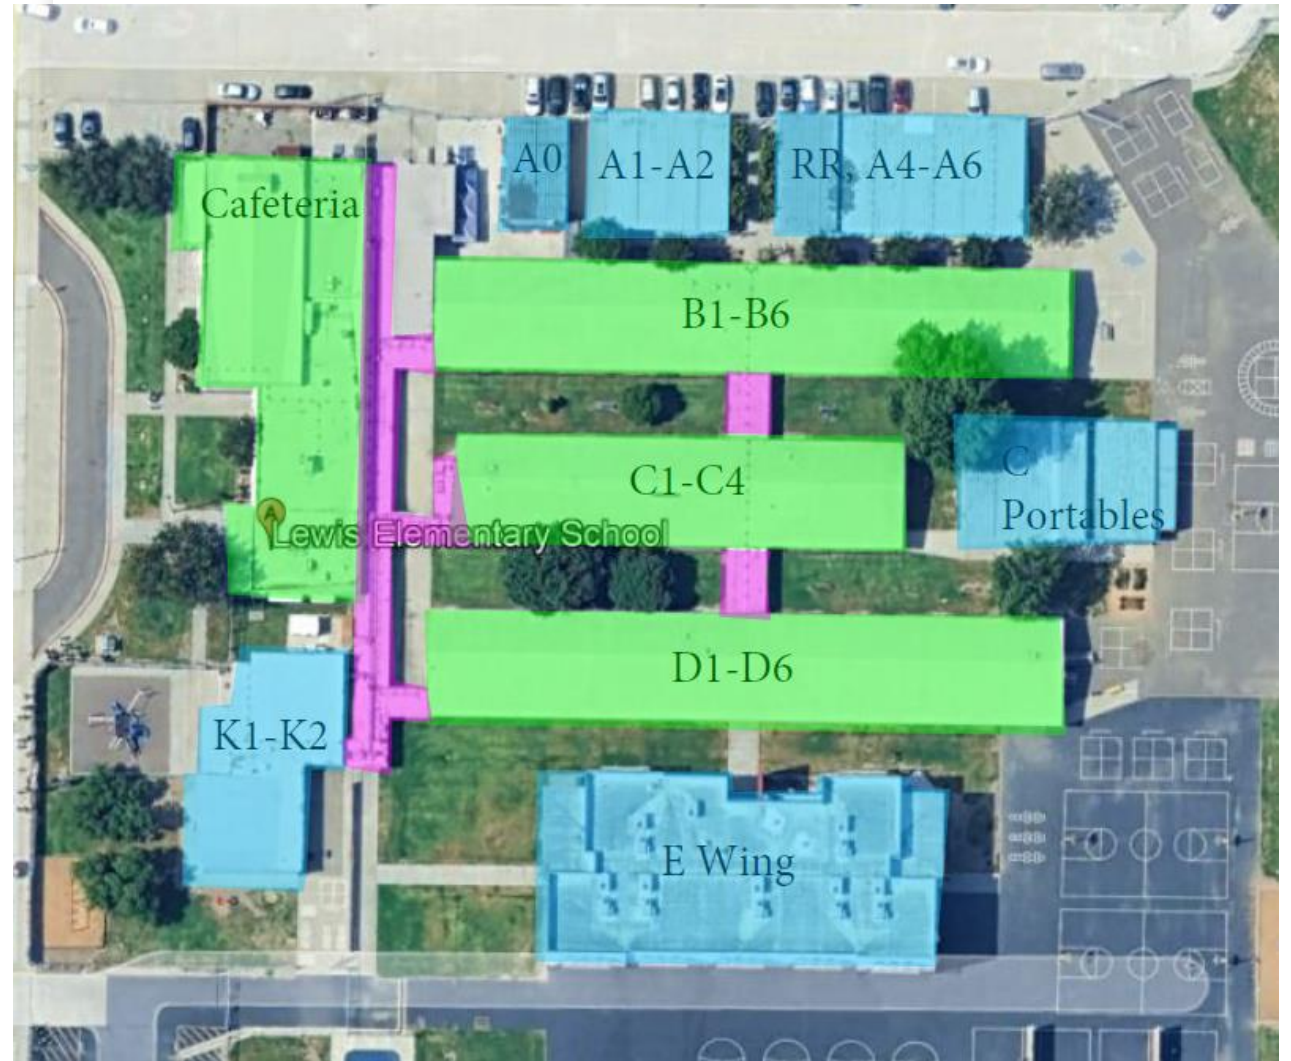 A0
A1-A2
RR, A4-A6
Cafeteria
B1-B6
C1-C4
C
Portables
A
Lewis Elementary School
D1-D6
K1-K2
E Wing